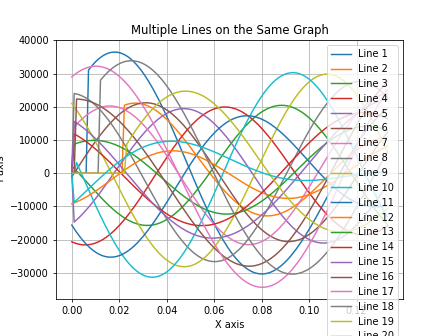 Multiple Lines on the Same Graph
40000
30000
20000
10000
0
-10000
-20000
-30000
0.00
0.02
0.04
0.06
0.08
0.10
X axis
Line 1
Line 2
Line 3
Line 4
Line 5
Line 6
Line 7
Line 8
Line 9
Line 10
Line 11
Line 12
Line 13
Line 14
Line 15
Line 16
Line 17
Line 18
Line 19
Line 20